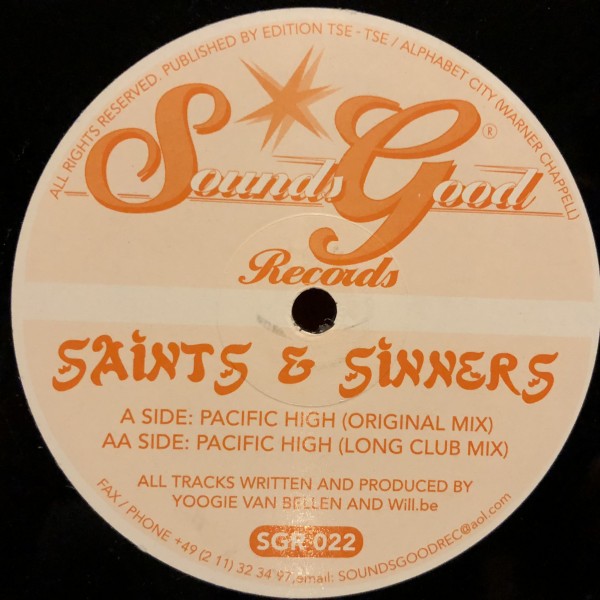 ALL RIGHTS RESERVED. PUBLISHED BY EDITION TSE - TSE / ALPHABET CITY (WARNER CHAPPELL)
Sounds Good ®
Records
SAINTS & SINNERS
A SIDE: PACIFIC HIGH (ORIGINAL MIX)
AA SIDE: PACIFIC HIGH (LONG CLUB MIX)
ALL TRACKS WRITTEN AND PRODUCED BY
YOOGIE VAN BELLEN AND Will.be
SGR 022
FAX / PHONE +49 (2 11) 32 34 97,email: SOUNDSGOODREC@aol.com